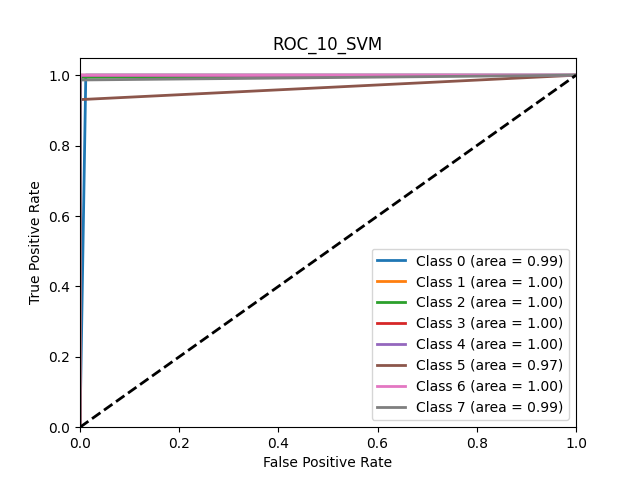 ROC_10_SVM
True Positive Rate
1.0
0.8
0.6
0.4
0.2
0.0
Class 0 (area = 0.99)
Class 1 (area = 1.00)
Class 2 (area = 1.00)
Class 3 (area = 1.00)
Class 4 (area = 1.00)
Class 5 (area = 0.97)
Class 6 (area = 1.00)
Class 7 (area = 0.99)
0.0 0.2 0.4 0.6 0.8 1.0
False Positive Rate